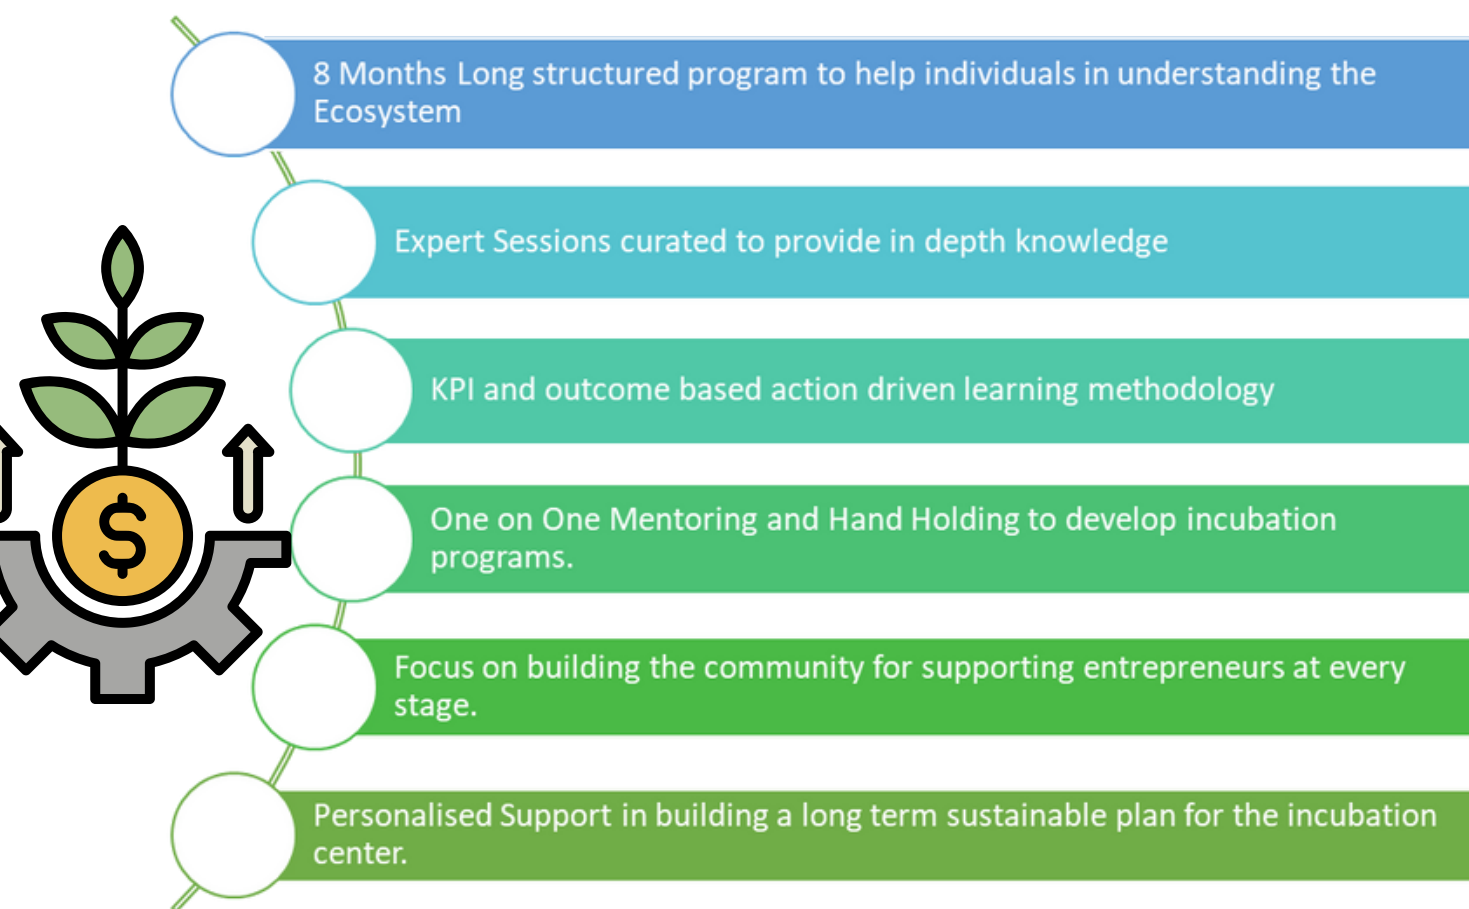 8 Months Long structured program to help individuals in understanding the
Ecosystem
Expert Sessions curated to provide in depth knowledge
KPI and outcome based action driven learning methodology
One on One Mentoring and Hand Holding to develop incubation
programs.
Focus on building the community for supporting entrepreneurs at every
stage.
Personalised Support in building a long term sustainable plan for the incubation
center.
$